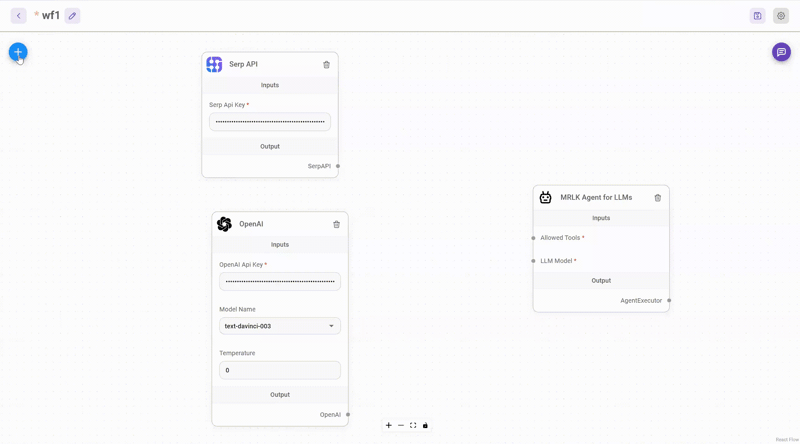 * wf1
Serp API
Inputs
Serp Api Key *
Output
SerpAPI
OpenAI
Inputs
OpenAI Api Key *
Model Name
text-davinci-003
Temperature
0
Output
OpenAI
MRLK Agent for LLMs
Inputs
Allowed Tools *
LLM Model *
Output
AgentExecutor
React Flow